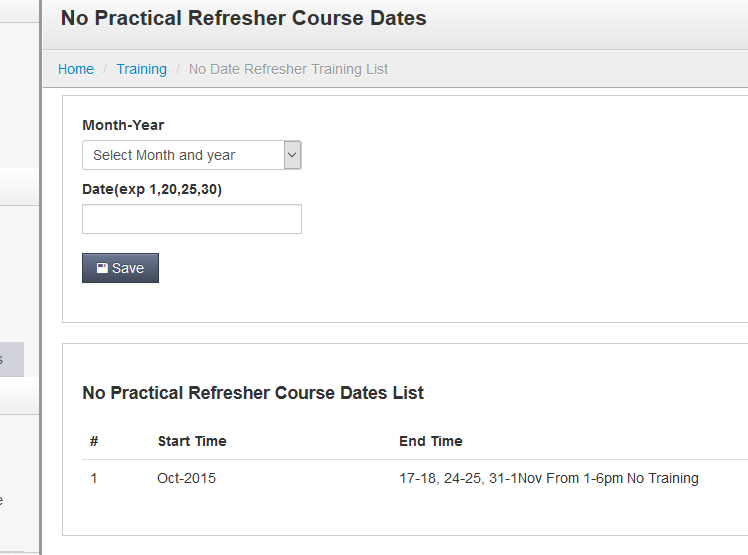 No Practical Refresher Course Dates
Home / Training / No Date Refresher Training List
Month-Year
Select Month and year
Date(exp 1,20,25,30)
Save
No Practical Refresher Course Dates List
# Start Time End Time
1 Oct-2015 17-18, 24-25, 31-1Nov From 1-6pm No Training